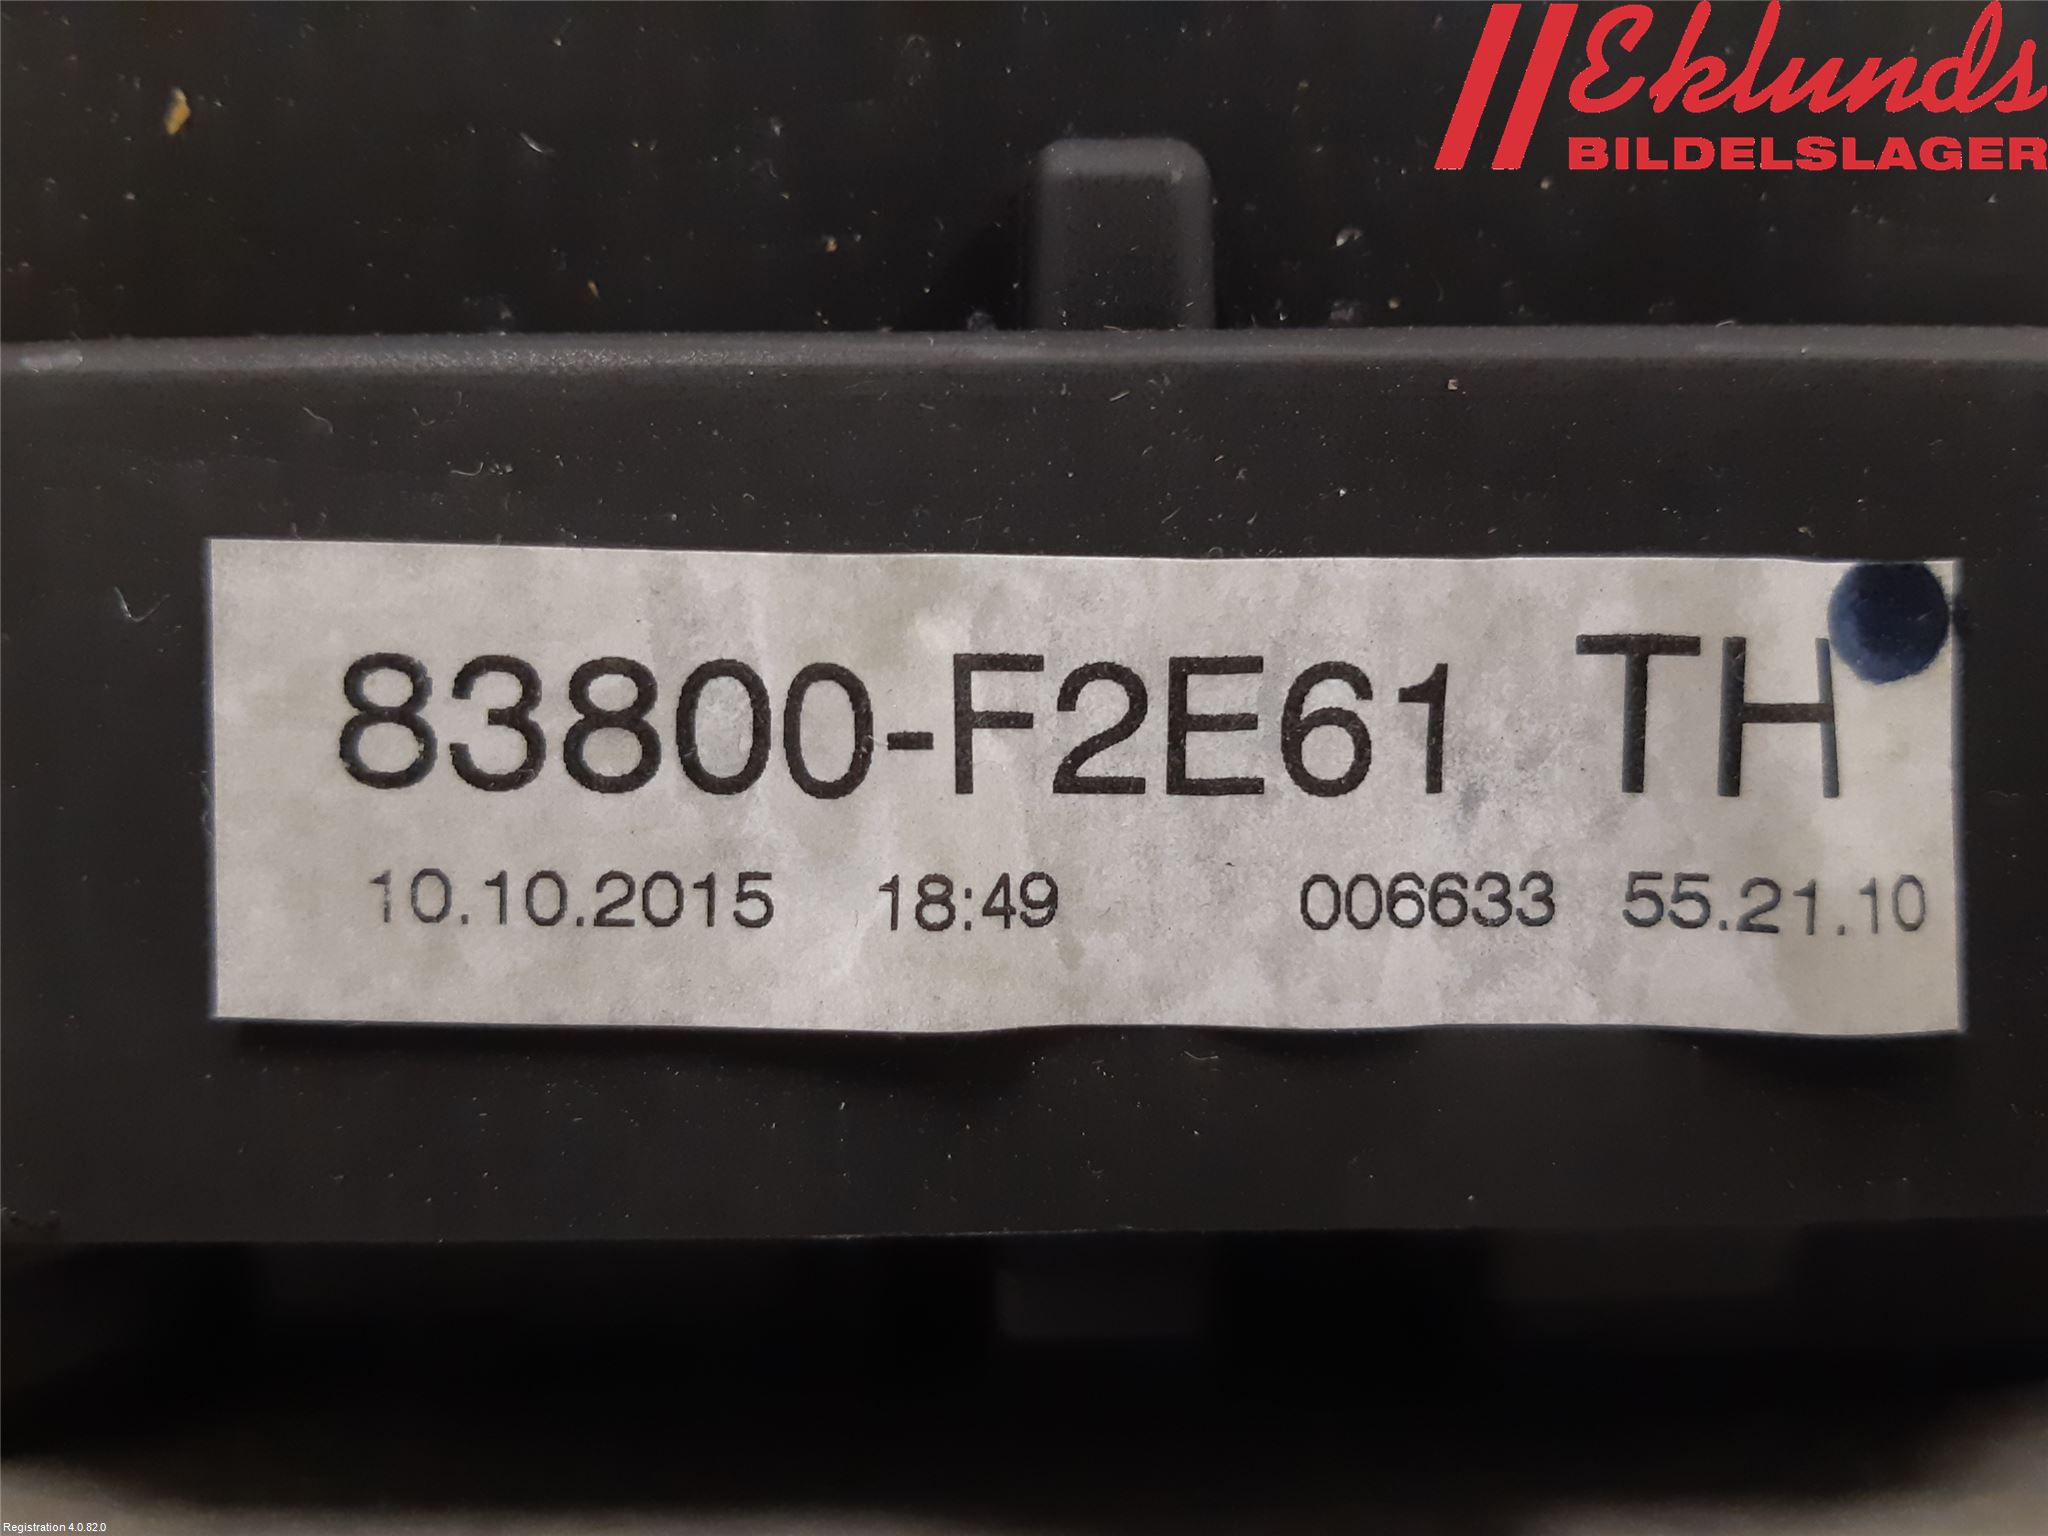 Eklunds
BILDELSLAGER
83800-F2E61 TH
10.10.2015 18:49 006633 55.21.10
Registration 4.0.82.0